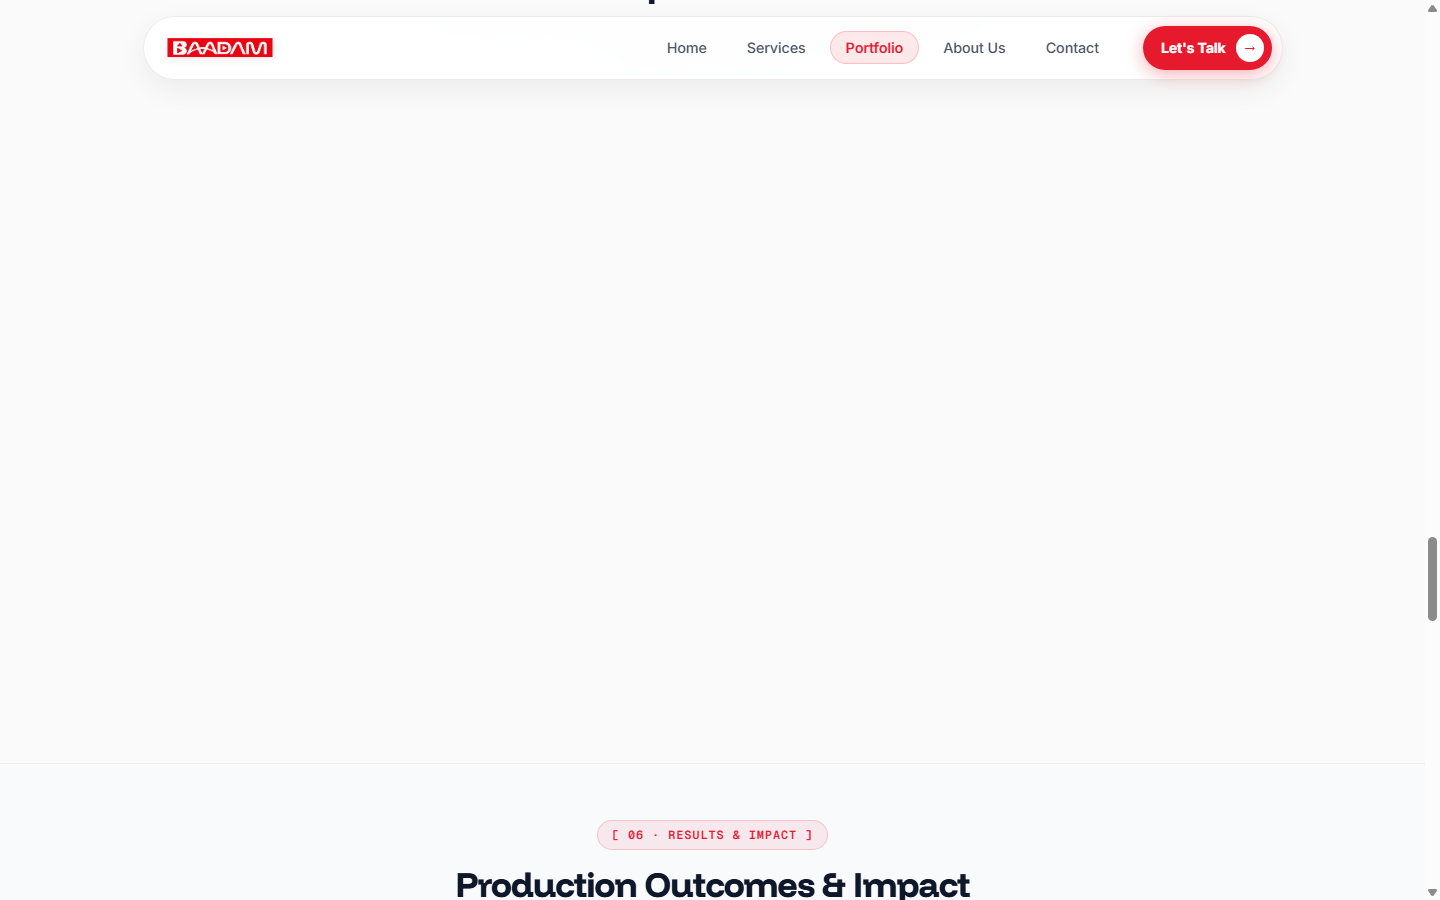 BAADAM
Home
Services
Portfolio
About Us
Contact
Let's Talk →
[ 06 · RESULTS & IMPACT ]
Production Outcomes & Impact